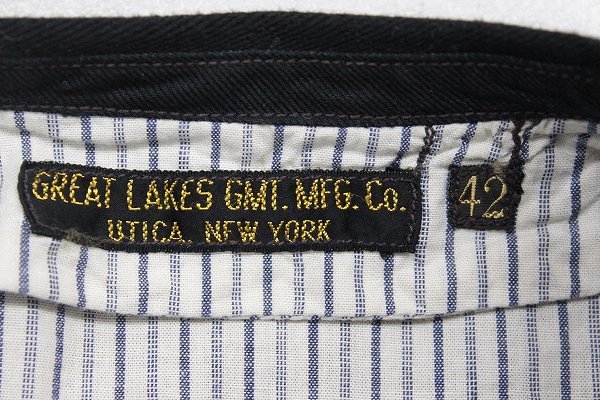 GREAT LAKES GMT. MFG. Co.
UTICA, NEW YORK
42